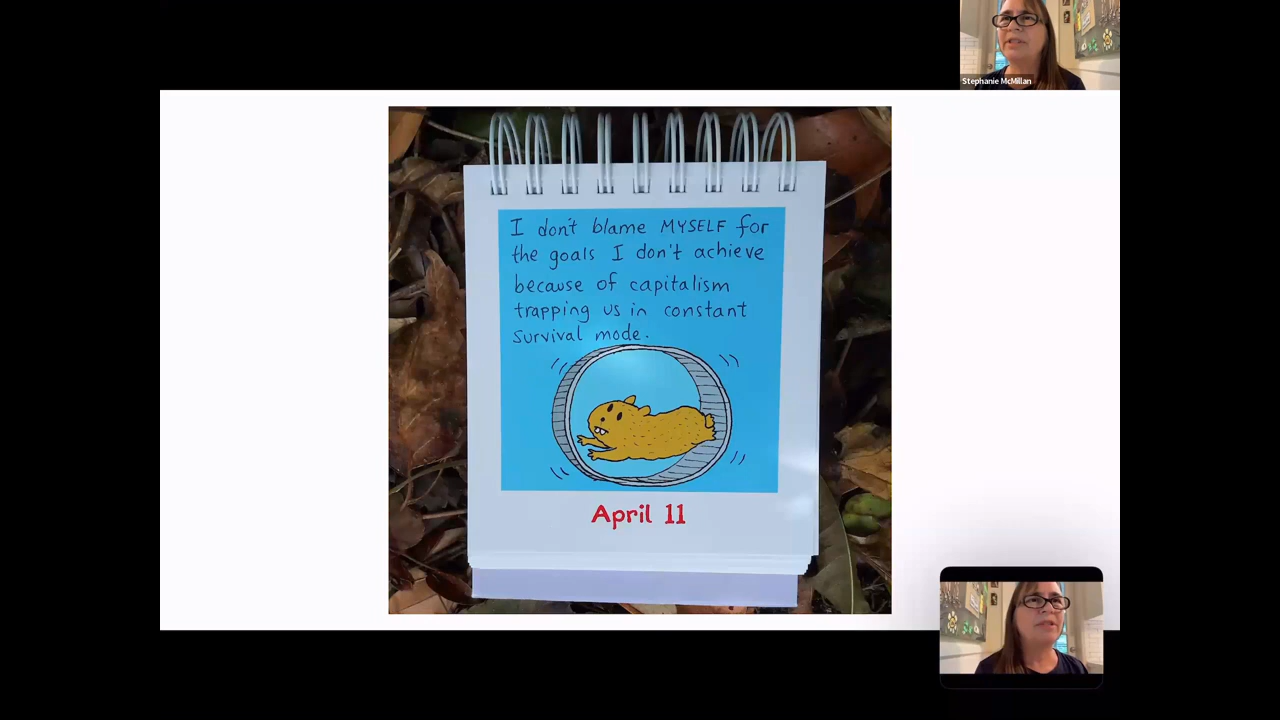 Stephanie McMillan
I don't blame MYSELF for
the goals I don't achieve
because of capitalism
trapping us in constant
survival mode.
April 11